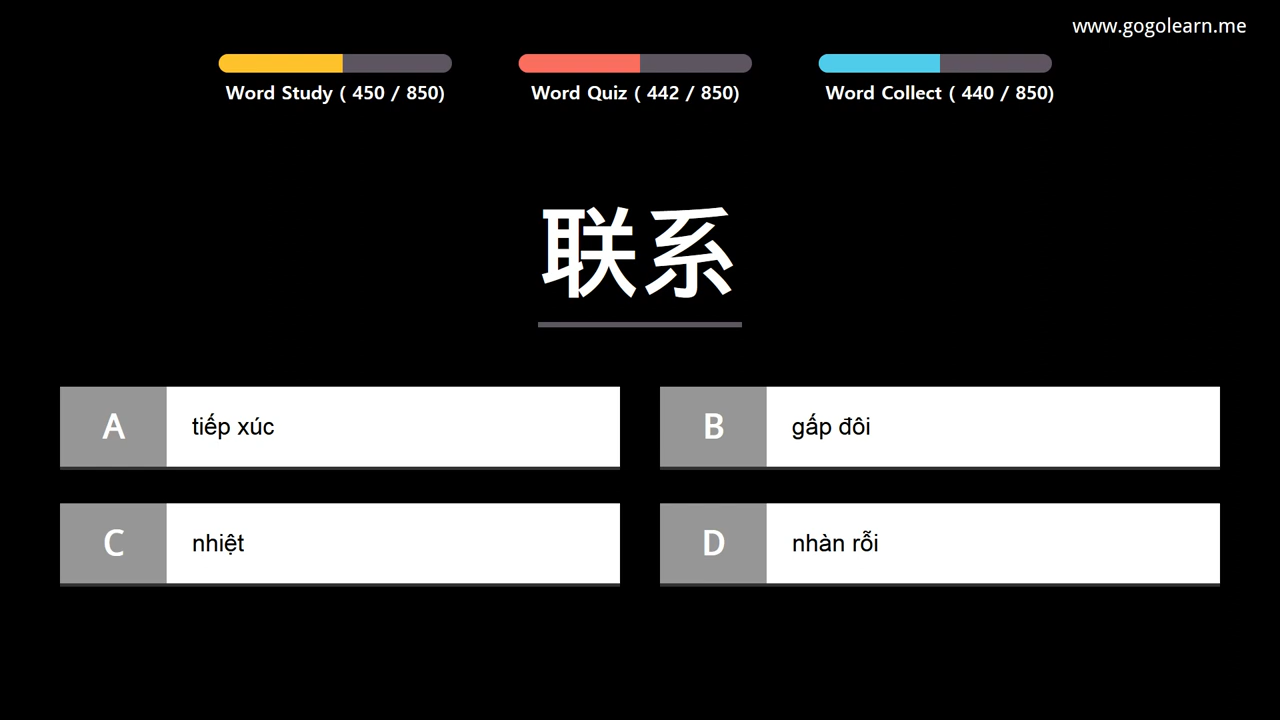 www.gogolearn.me
Word Study ( 450 / 850)
Word Quiz ( 442 / 850)
Word Collect ( 440 / 850)
联系
A tiếp xúc
B gấp đôi
C nhiệt
D nhàn rỗi